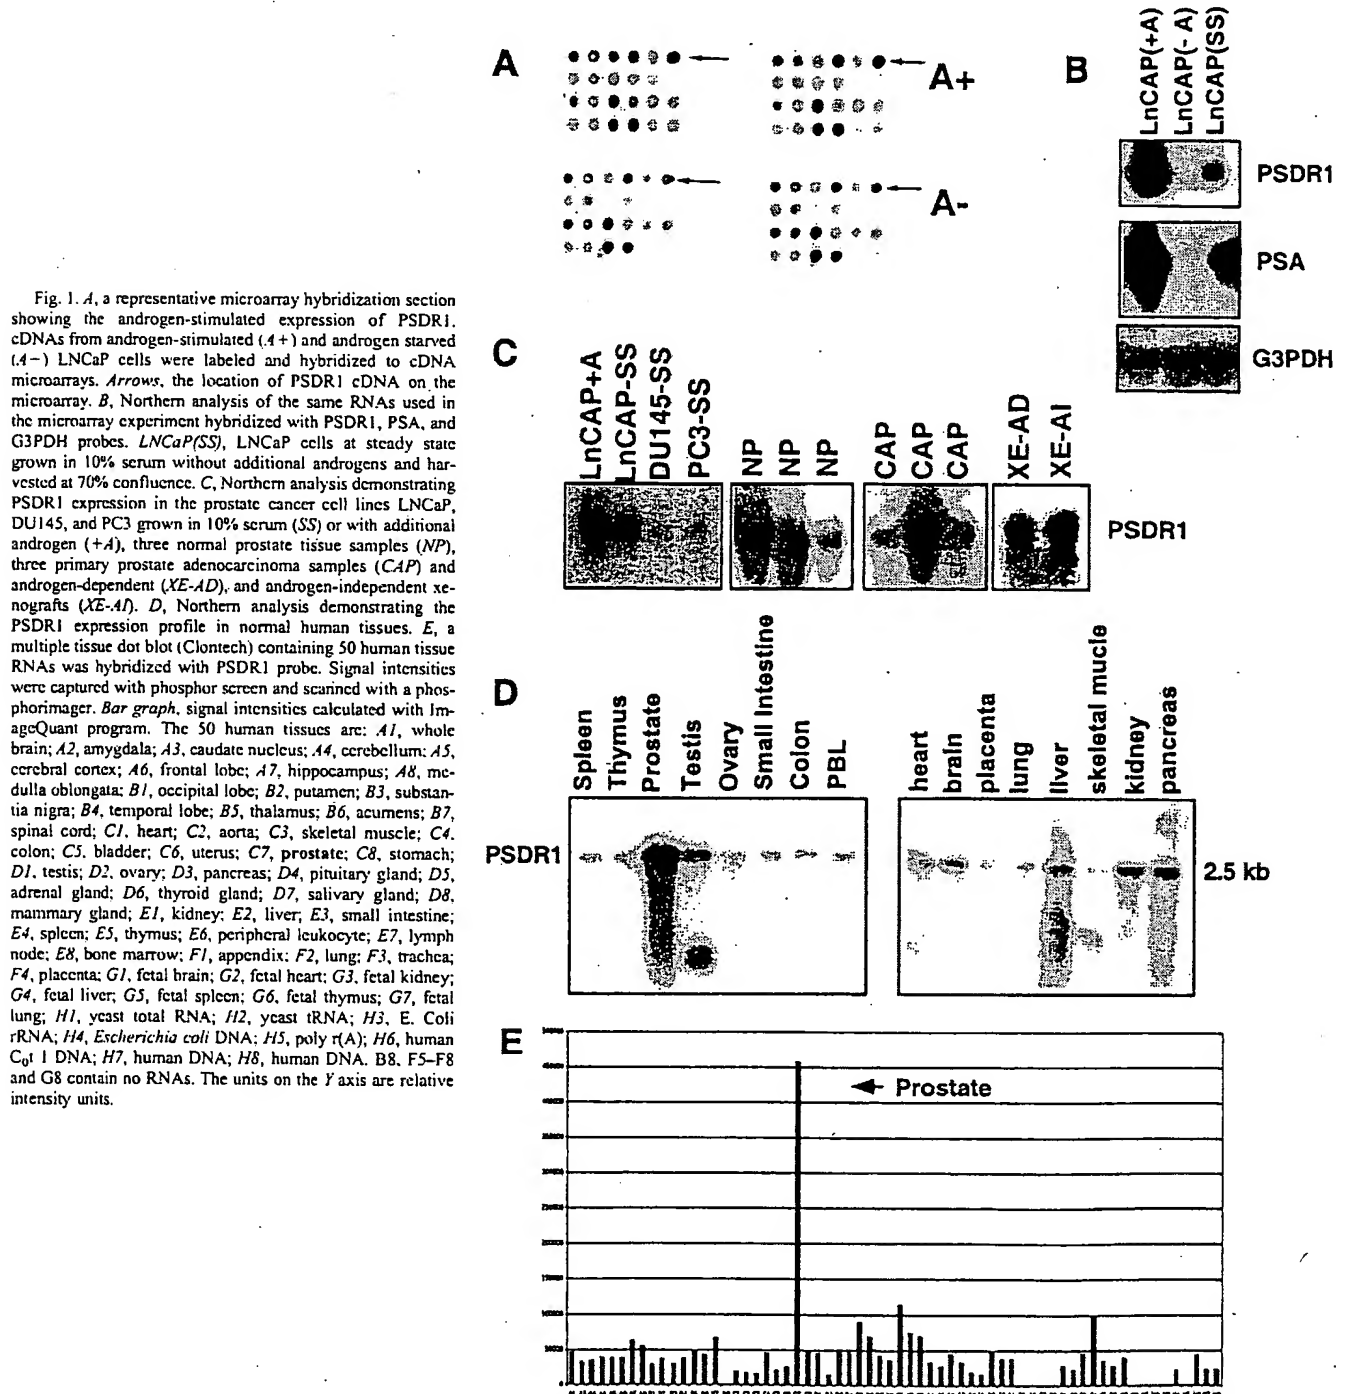 A
A+
A-
B
LnCAP(+A)
LnCAP(- A)
LnCAP(SS)
PSDR1
PSA
G3PDH
Fig. 1. A, a representative microarray hybridization section
showing the androgen-stimulated expression of PSDR1.
cDNAs from androgen-stimulated (A+) and androgen starved
(A−) LNCaP cells were labeled and hybridized to cDNA
microarrays. Arrows, the location of PSDR1 cDNA on the
microarray. B, Northern analysis of the same RNAs used in
the microarray experiment hybridized with PSDR1, PSA, and
G3PDH probes. LNCaP(SS), LNCaP cells at steady state
grown in 10% serum without additional androgens and har-
vested at 70% confluence. C, Northern analysis demonstrating
PSDR1 expression in the prostate cancer cell lines LNCaP,
DU145, and PC3 grown in 10% serum (SS) or with additional
androgen (+A), three normal prostate tissue samples (NP),
three primary prostate adenocarcinoma samples (CAP) and
androgen-dependent (XE-AD), and androgen-independent xe-
nografts (XE-AI). D, Northern analysis demonstrating the
PSDR1 expression profile in normal human tissues. E, a
multiple tissue dot blot (Clontech) containing 50 human tissue
RNAs was hybridized with PSDR1 probe. Signal intensities
were captured with phosphor screen and scanned with a phos-
phorimager. Bar graph, signal intensities calculated with Im-
ageQuant program. The 50 human tissues are: A1, whole
brain; A2, amygdala; A3, caudate nucleus; A4, cerebellum: A5,
cerebral cortex; A6, frontal lobe; A7, hippocampus; A8, me-
dulla oblongata; B1, occipital lobe; B2, putamen; B3, substan-
tia nigra; B4, temporal lobe; B5, thalamus; B6, acumens; B7,
spinal cord; C1, heart; C2, aorta; C3, skeletal muscle; C4,
colon; C5, bladder; C6, uterus; C7, prostate; C8, stomach;
D1, testis; D2, ovary; D3, pancreas; D4, pituitary gland; D5,
adrenal gland; D6, thyroid gland; D7, salivary gland; D8,
mammary gland; E1, kidney; E2, liver; E3, small intestine;
E4, spleen; E5, thymus; E6, peripheral leukocyte; E7, lymph
node; E8, bone marrow; F1, appendix; F2, lung; F3, trachea;
F4, placenta; G1, fetal brain; G2, fetal heart; G3, fetal kidney;
G4, fetal liver; G5, fetal spleen; G6, fetal thymus; G7, fetal
lung; H1, yeast total RNA; H2, yeast tRNA; H3, E. Coli
rRNA; H4, Escherichia coli DNA; H5, poly r(A); H6, human
C₀t 1 DNA; H7, human DNA; H8, human DNA. B8, F5–F8
and G8 contain no RNAs. The units on the Y axis are relative
intensity units.
C
LnCAP+A
LnCAP-SS
DU145-SS
PC3-SS
NP
NP
NP
CAP
CAP
CAP
XE-AD
XE-AI
PSDR1
D
Spleen
Thymus
Prostate
Testis
Ovary
Small Intestine
Colon
PBL
heart
brain
placenta
lung
liver
skeletal mucle
kidney
pancreas
PSDR1
2.5 kb
E
Prostate